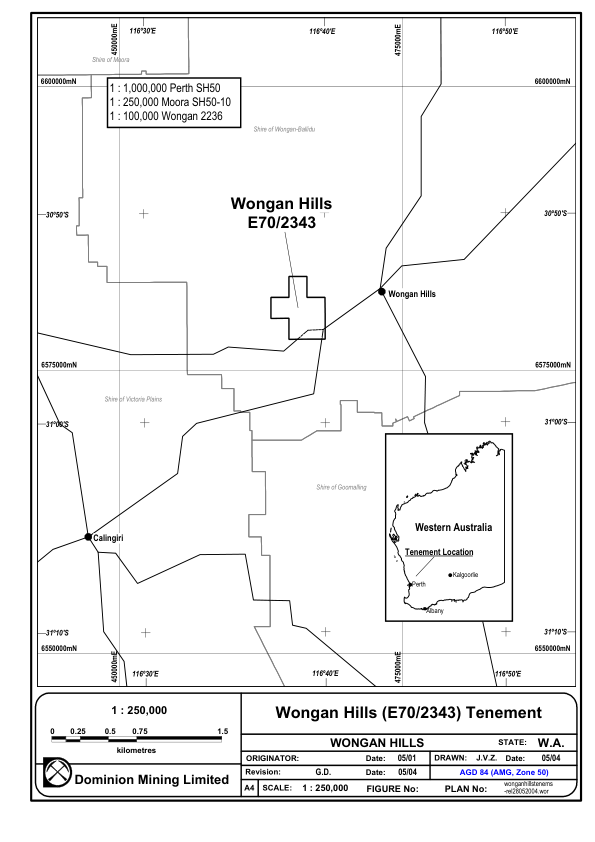 116°30'E
450000mE
116°40'E
475000mE
116°50'E
Shire of Moora
6600000mN
6600000mN
1 : 1,000,000 Perth SH50
1 : 250,000 Moora SH50-10
1 : 100,000 Wongan 2236
Shire of Wongan-Ballidu
Wongan Hills
E70/2343
30°50'S
30°50'S
Wongan Hills
6575000mN
6575000mN
Shire of Victoria Plains
31°00'S
31°00'S
Shire of Goomalling
Western Australia
Tenement Location
Kalgoorlie
Perth
Albany
Calingiri
31°10'S
31°10'S
6550000mN
6550000mN
116°30'E
450000mE
116°40'E
475000mE
116°50'E
1 : 250,000
0 0.25 0.5 0.75 1.5
kilometres
Dominion Mining Limited
Wongan Hills (E70/2343) Tenement
WONGAN HILLS STATE: W.A.
ORIGINATOR: Date: 05/01 DRAWN: J.V.Z. Date: 05/04
Revision: G.D. Date: 05/04 AGD 84 (AMG, Zone 50)
A4 SCALE: 1 : 250,000 FIGURE No: PLAN No: wonganhillstenems
-rel28052004.wor